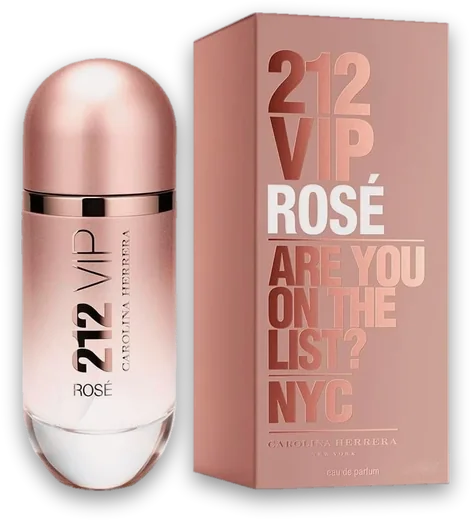 212 VIP
ROSÉ
CAROLINA HERRERA
212
VIP
ROSÉ
ARE YOU
ON THE
LIST?
NYC
CAROLINA HERRERA
NEW YORK
eau de parfum